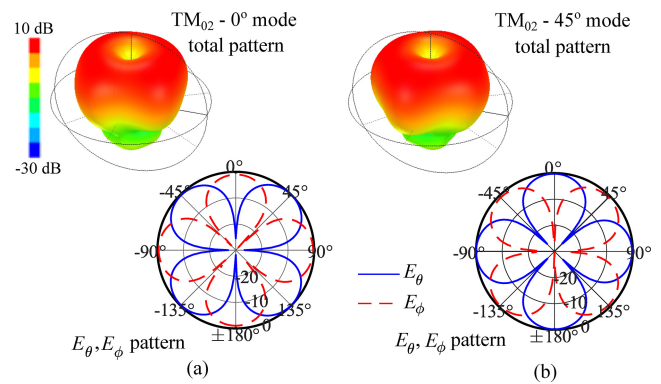 10 dB
-30 dB
TM02 - 0° mode
total pattern
TM02 - 45° mode
total pattern
0°
-45°
45°
-90°
90°
-20
-10
0
-135°
135°
±180°
Eθ, Eϕ pattern
(a)
Eθ
Eϕ
0°
-45°
45°
-90°
90°
-20
-10
0
-135°
135°
±180°
Eθ, Eϕ pattern
(b)